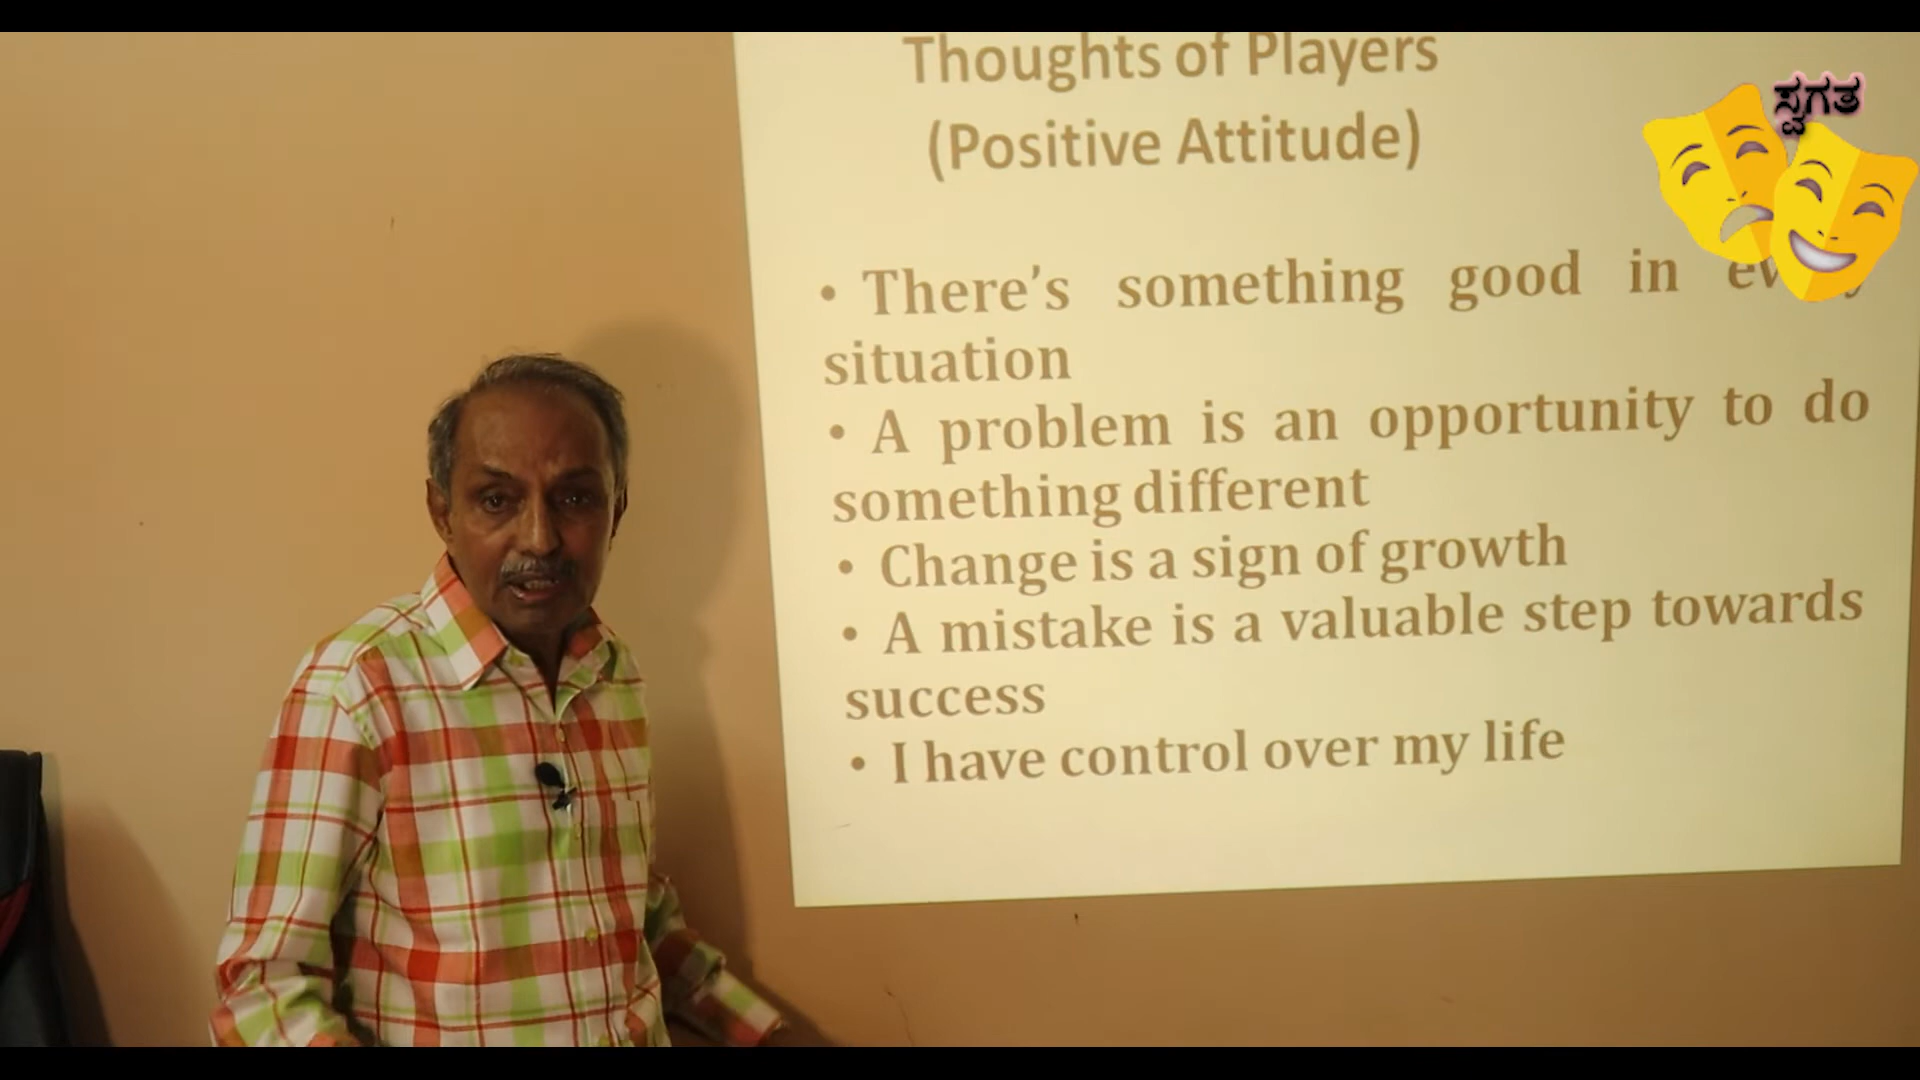 Thoughts of Players
(Positive Attitude)
ಸ್ವಗತ
• There's something good in every
situation
• A problem is an opportunity to do
something different
• Change is a sign of growth
• A mistake is a valuable step towards
success
• I have control over my life